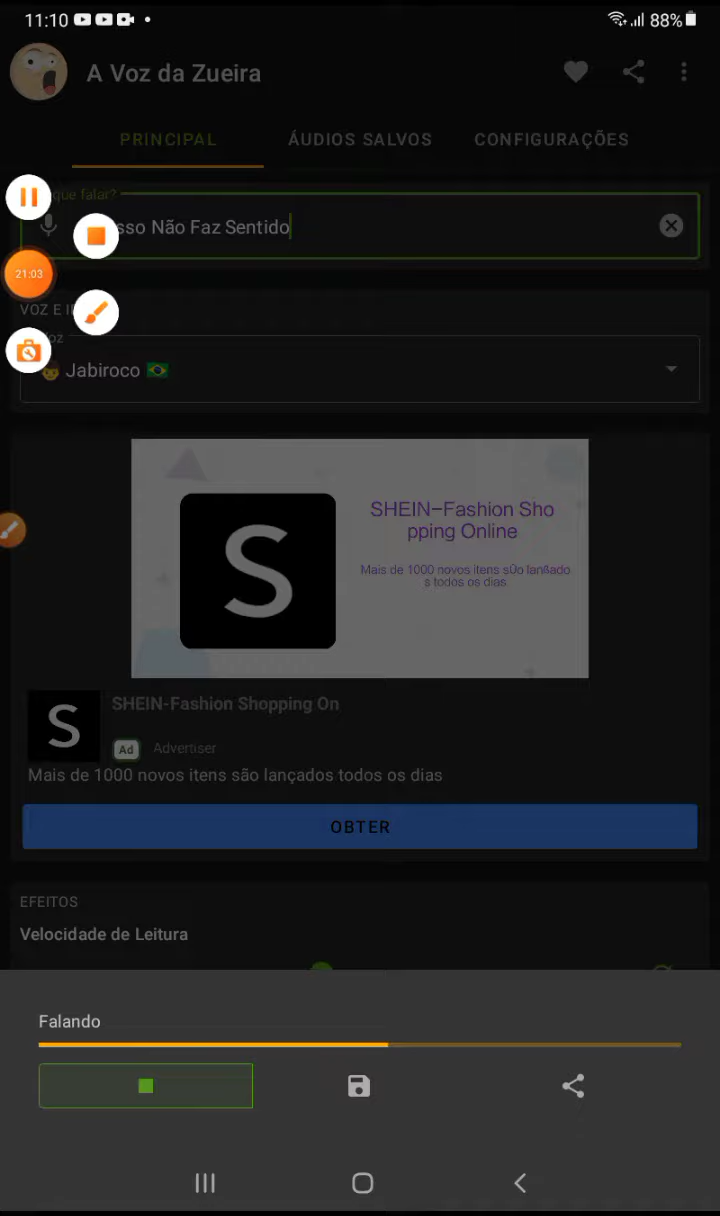 11:10
88%
A Voz da Zueira
PRINCIPAL
ÁUDIOS SALVOS
CONFIGURAÇÕES
que falar?
sso Não Faz Sentido
21:03
VOZ E I
oz
Jabiroco
S
SHEIN–Fashion Sho
pping Online
Mais de 1000 novos itens s
s todos os dias
S
SHEIN-Fashion Shopping On
Ad Advertiser
Mais de 1000 novos itens são lançados todos os dias
OBTER
EFEITOS
Velocidade de Leitura
Falando